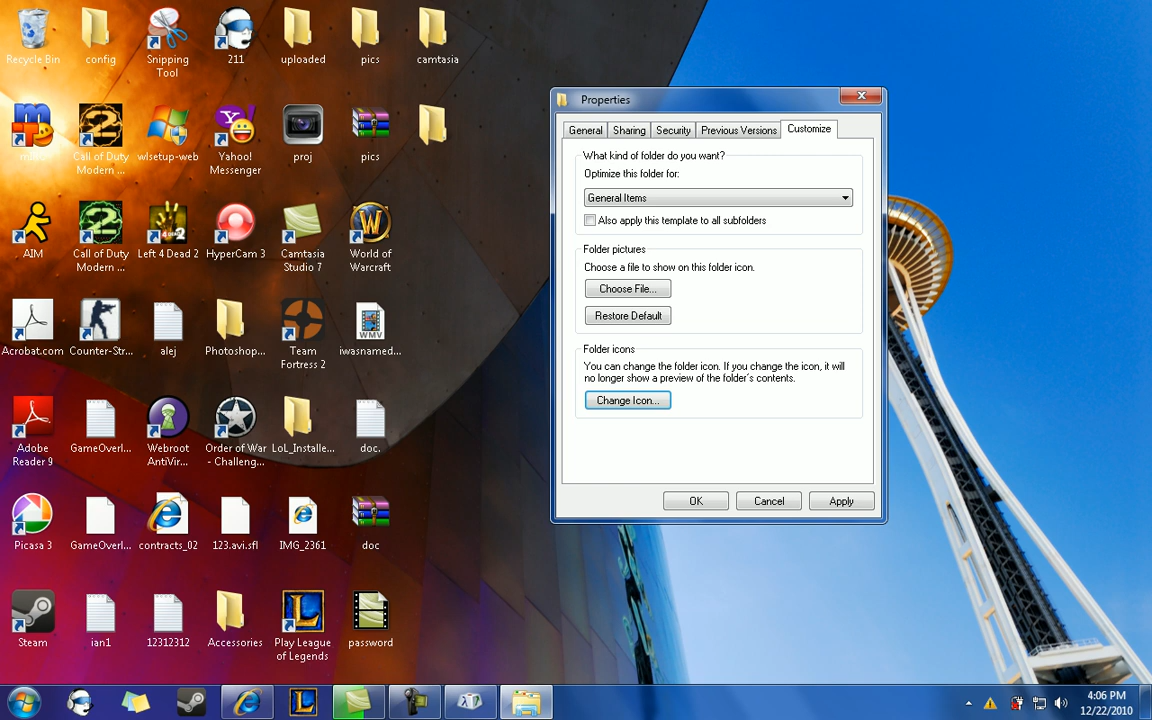 Recycle Bin
config
Snipping
Tool
211
uploaded
pics
camtasia
Call of Duty
Modern ...
wlsetup-web
Yahoo!
Messenger
proj
pics
AIM
Call of Duty
Modern ...
Left 4 Dead 2
HyperCam 3
Camtasia
Studio 7
World of
Warcraft
Acrobat.com
Counter-Str...
alej
Photoshop...
Team
Fortress 2
iwasnamed...
Adobe
Reader 9
GameOverl...
Webroot
AntiVir...
Order of War
- Challeng...
LoL_Installe...
doc.
Picasa 3
GameOverl...
contracts_02
123.avi.sfl
IMG_2361
doc
Steam
ian1
12312312
Accessories
Play League
of Legends
password
Properties
General
Sharing
Security
Previous Versions
Customize
What kind of folder do you want?
Optimize this folder for:
General Items
Also apply this template to all subfolders
Folder pictures
Choose a file to show on this folder icon.
Choose File...
Restore Default
Folder icons
You can change the folder icon. If you change the icon, it will
no longer show a preview of the folder's contents.
Change Icon...
OK
Cancel
Apply
4:06 PM
12/22/2010